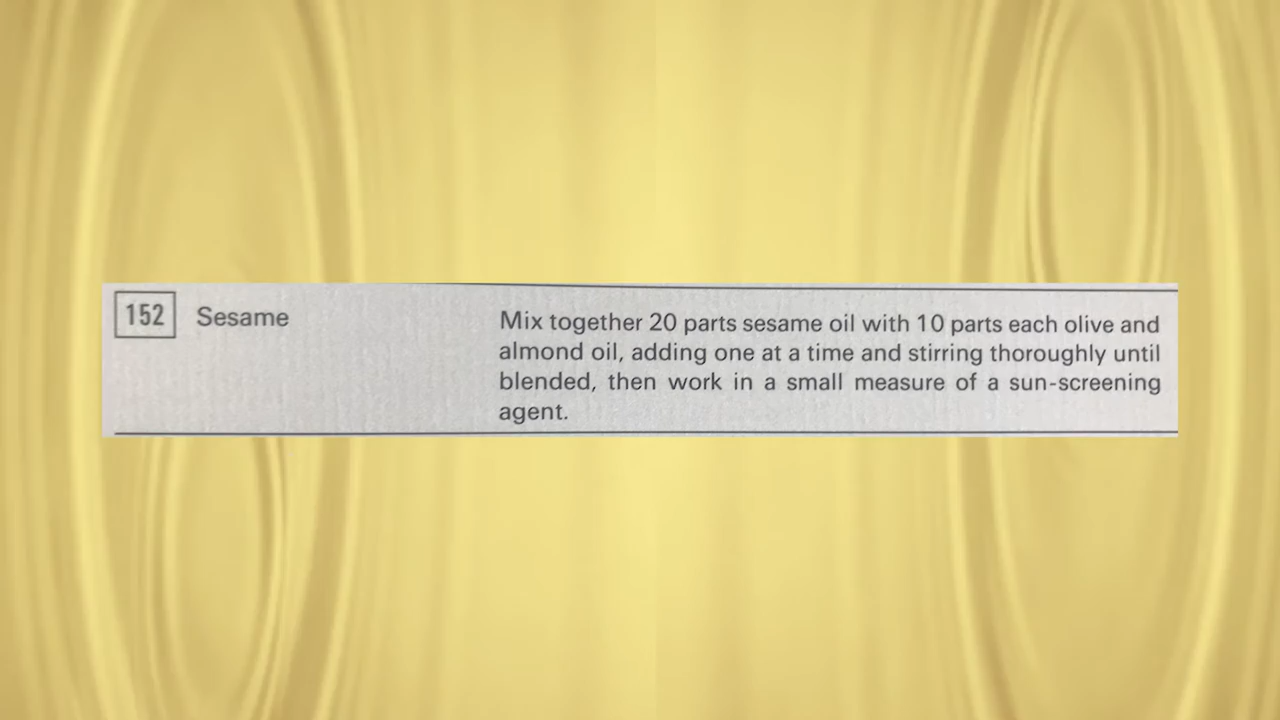 152 Sesame
Mix together 20 parts sesame oil with 10 parts each olive and
almond oil, adding one at a time and stirring thoroughly until
blended, then work in a small measure of a sun-screening
agent.